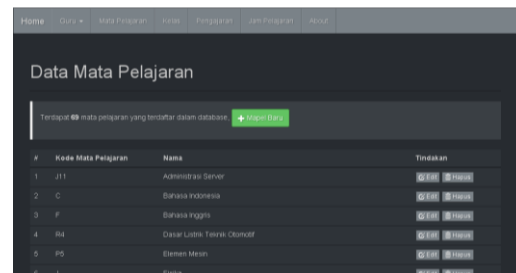 Home Guru Mata Pelajaran Kelas Pengajaran Jam Pelajaran About
Data Mata Pelajaran
Terdapat 69 mata pelajaran yang terdaftar dalam database. + Mapel Baru
# Kode Mata Pelajaran Nama Tindakan
1 J11 Administrasi Server Edit Hapus
2 C Bahasa Indonesia Edit Hapus
3 F Bahasa Inggris Edit Hapus
4 R4 Dasar Listrik Teknik Otomotif Edit Hapus
5 P5 Elemen Mesin Edit Hapus